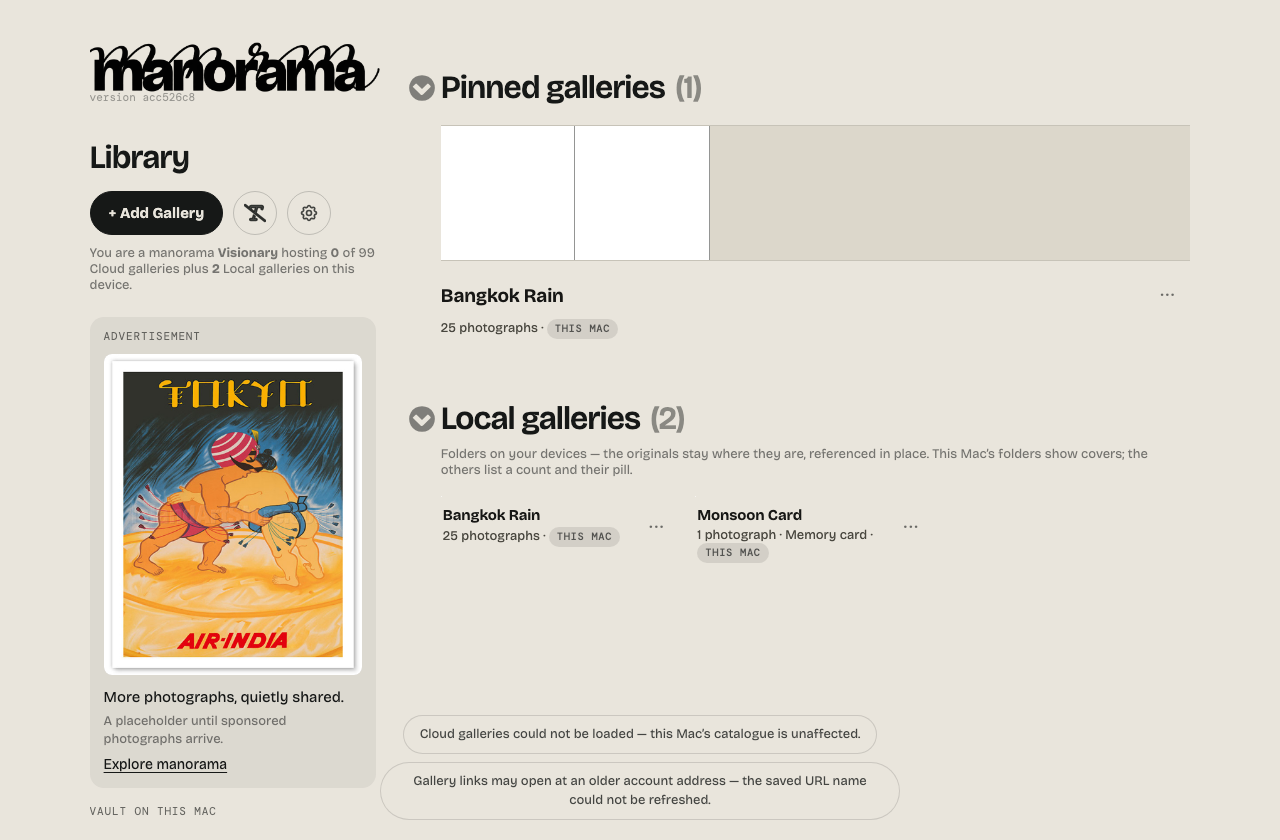 manorama
version acc526c8
Library
+ Add Gallery
You are a manorama Visionary hosting 0 of 99
Cloud galleries plus 2 Local galleries on this
device.
ADVERTISEMENT
TOKYO
AIR-INDIA
More photographs, quietly shared.
A placeholder until sponsored
photographs arrive.
Explore manorama
VAULT ON THIS MAC
Pinned galleries (1)
Bangkok Rain
25 photographs · THIS MAC
Local galleries (2)
Folders on your devices — the originals stay where they are, referenced in place. This Mac's folders show covers; the
others list a count and their pill.
Bangkok Rain
25 photographs · THIS MAC
Monsoon Card
1 photograph · Memory card ·
THIS MAC
Cloud galleries could not be loaded — this Mac's catalogue is unaffected.
Gallery links may open at an older account address — the saved URL name
could not be refreshed.